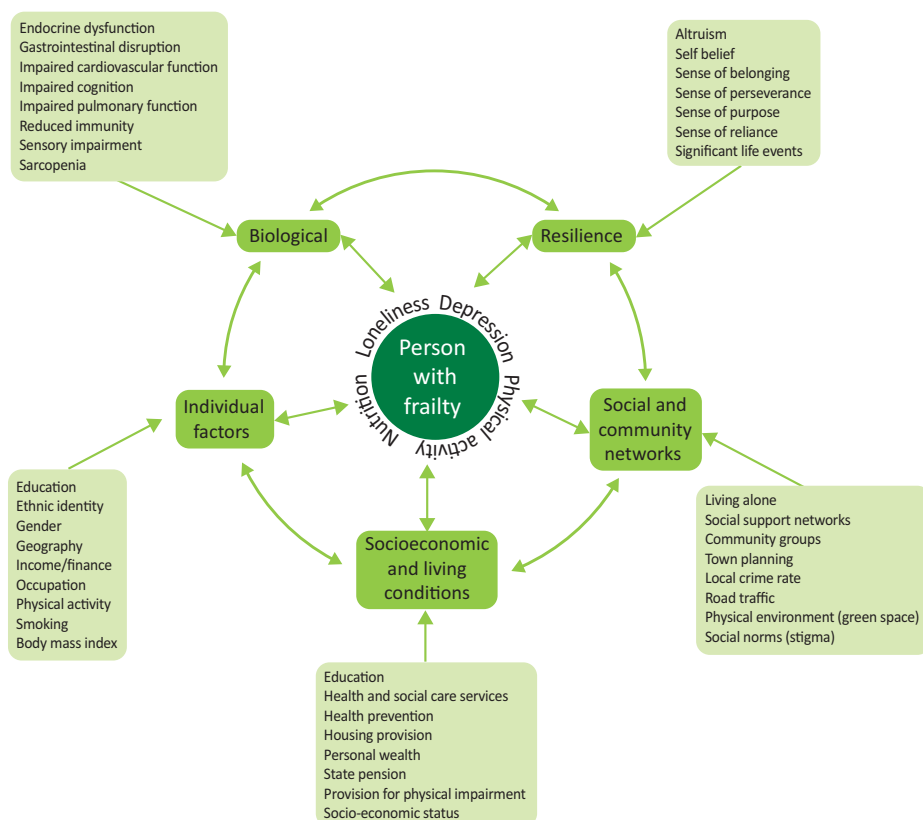 Endocrine dysfunction
Gastrointestinal disruption
Impaired cardiovascular function
Impaired cognition
Impaired pulmonary function
Reduced immunity
Sensory impairment
Sarcopenia
Altruism
Self belief
Sense of belonging
Sense of perseverance
Sense of purpose
Sense of reliance
Significant life events
Biological
Resilience
Loneliness
Depression
Physical activity
Nutrition
Person
with
frailty
Individual
factors
Social and
community
networks
Education
Ethnic identity
Gender
Geography
Income/finance
Occupation
Physical activity
Smoking
Body mass index
Socioeconomic
and living
conditions
Living alone
Social support networks
Community groups
Town planning
Local crime rate
Road traffic
Physical environment (green space)
Social norms (stigma)
Education
Health and social care services
Health prevention
Housing provision
Personal wealth
State pension
Provision for physical impairment
Socio-economic status